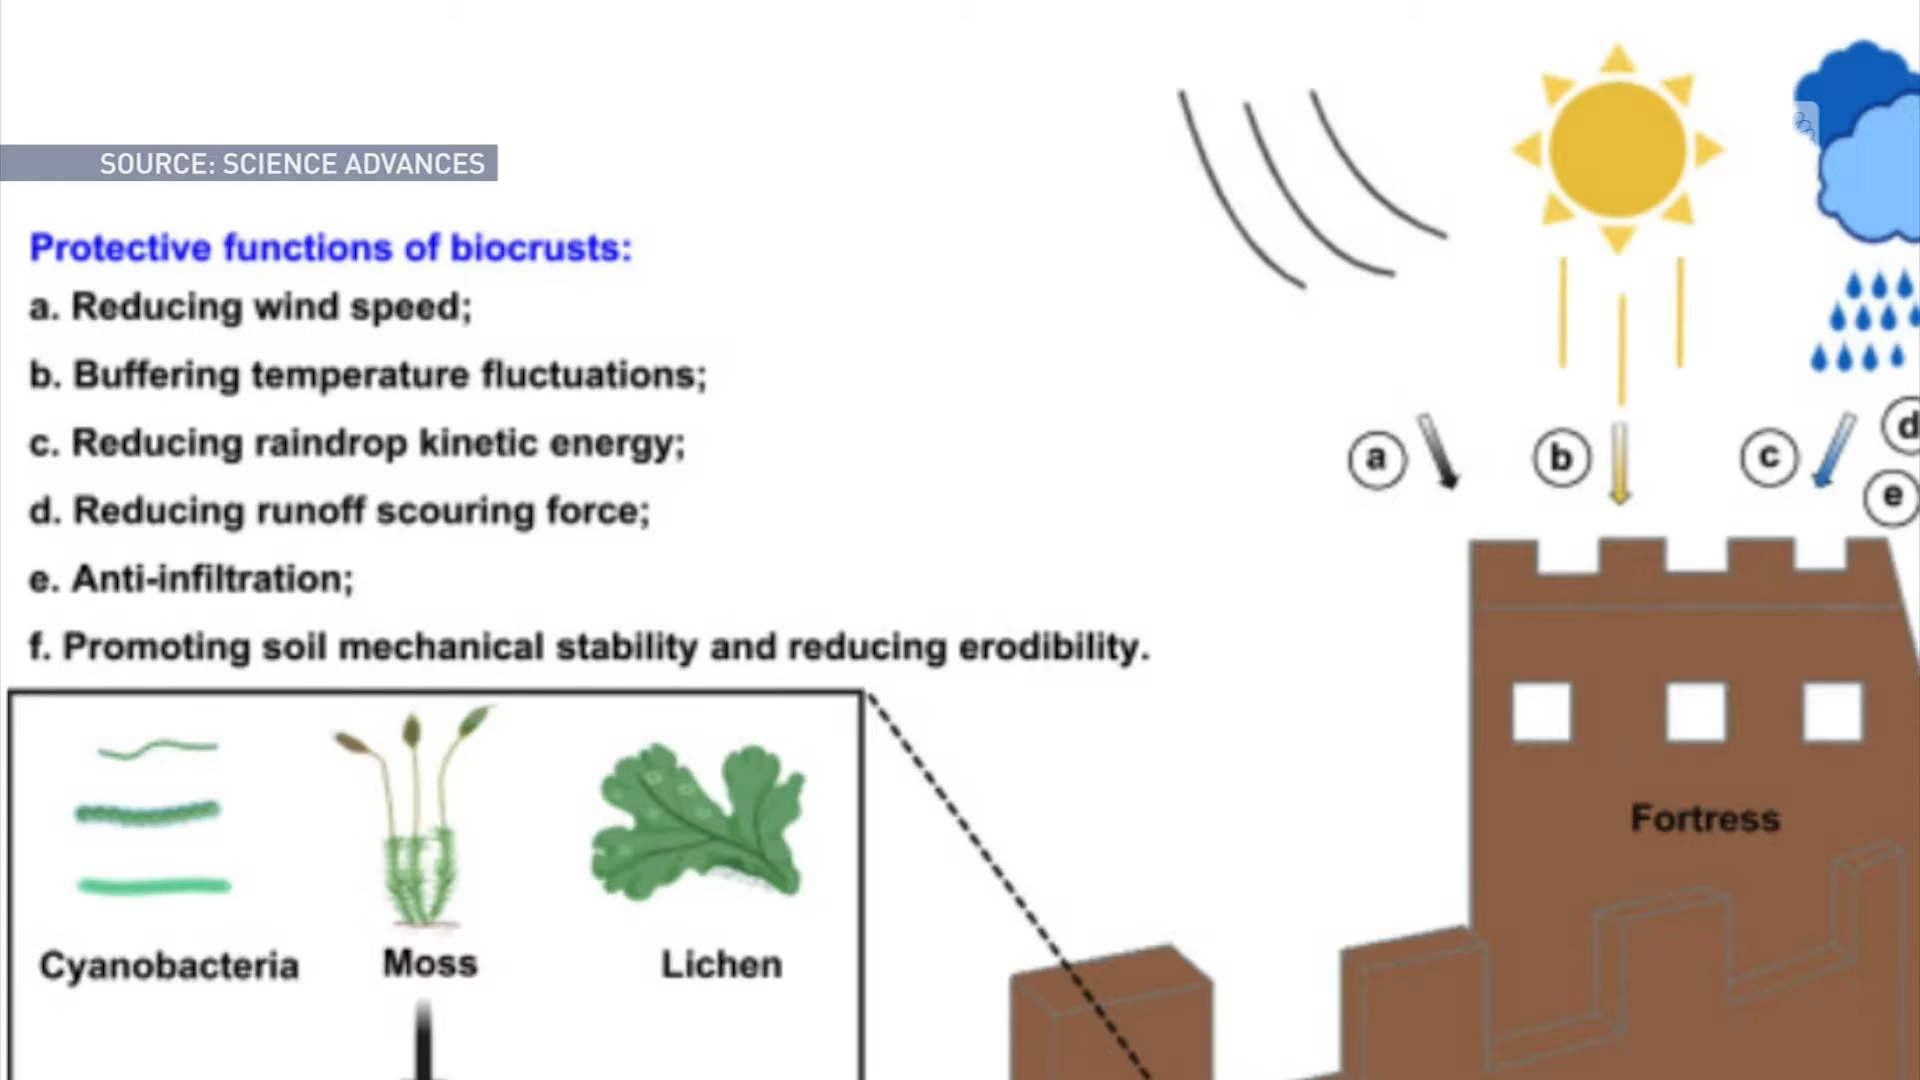 SOURCE: SCIENCE ADVANCES
Protective functions of biocrusts:
a. Reducing wind speed;
b. Buffering temperature fluctuations;
c. Reducing raindrop kinetic energy;
d. Reducing runoff scouring force;
e. Anti-infiltration;
f. Promoting soil mechanical stability and reducing erodibility.
a
b
c
d
e
Fortress
Cyanobacteria
Moss
Lichen